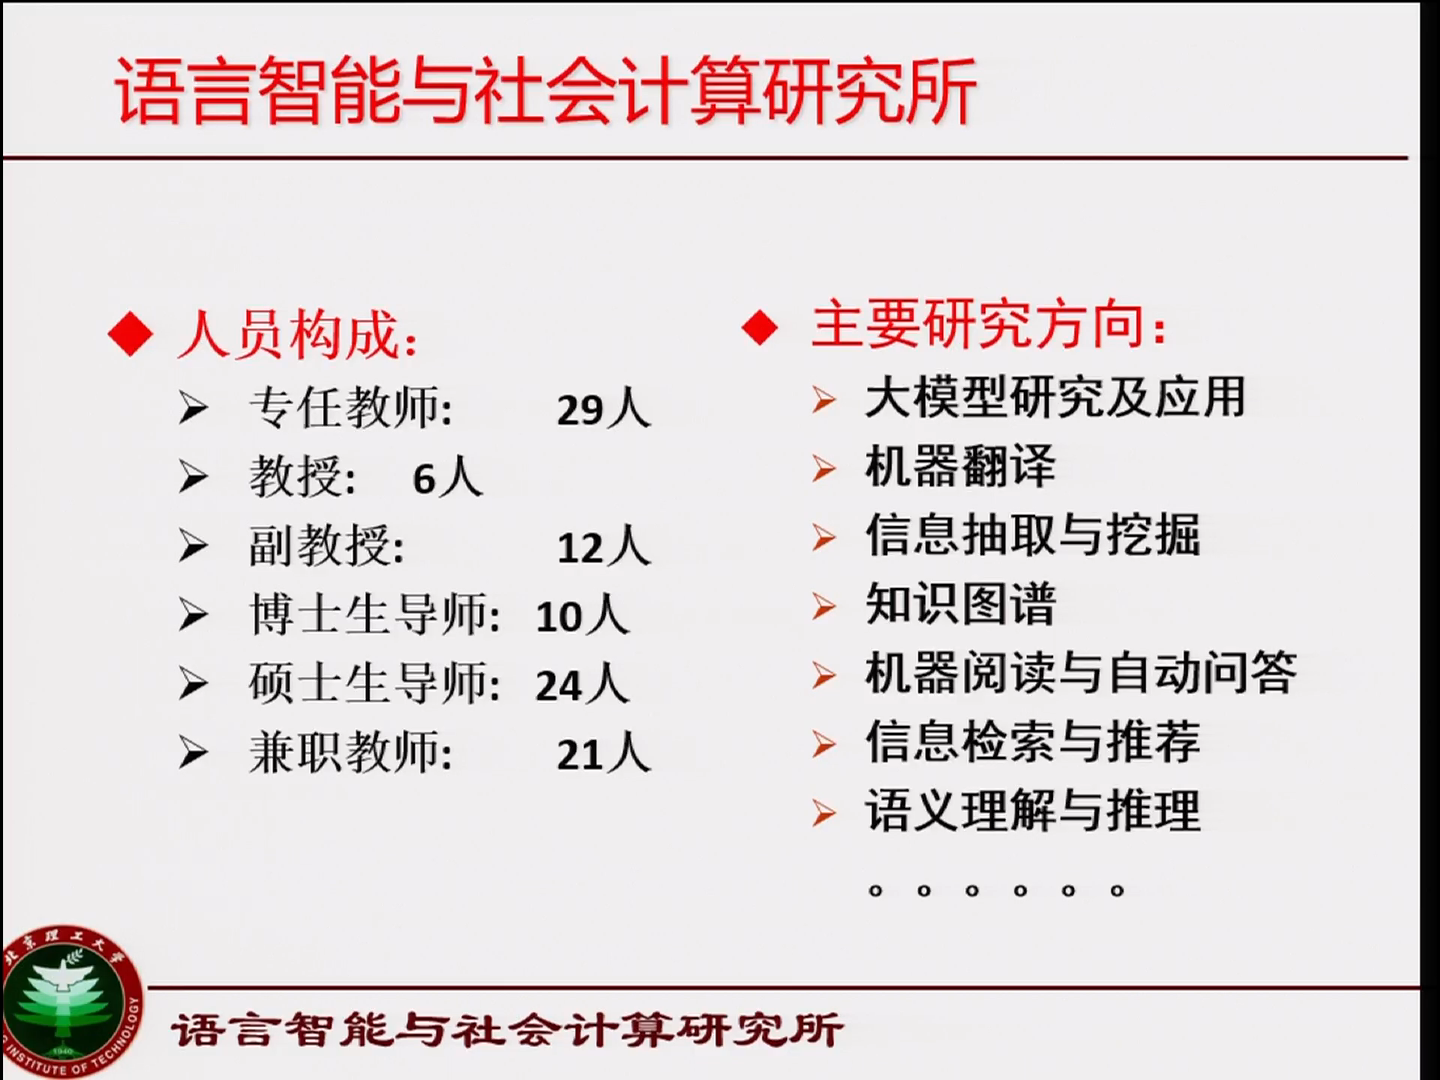 语言智能与社会计算研究所
人员构成:
专任教师: 29人
教授: 6人
副教授: 12人
博士生导师: 10人
硕士生导师: 24人
兼职教师: 21人
主要研究方向:
大模型研究及应用
机器翻译
信息抽取与挖掘
知识图谱
机器阅读与自动问答
信息检索与推荐
语义理解与推理
。。。。。。
北京理工大学
1940
G INSTITUTE OF TECHNOLOGY
语言智能与社会计算研究所